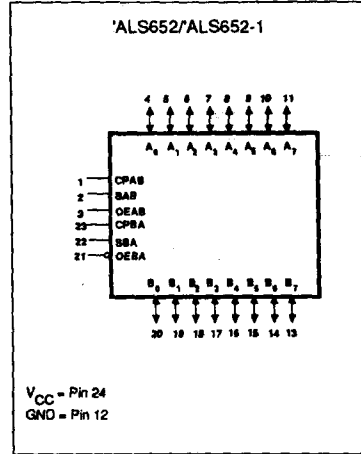 'ALS652/'ALS652-1
4 5 6 7 8 9 10 11
A0 A1 A2 A3 A4 A5 A6 A7
1 CPAB
2 SAB
3 OEAB
23 CPBA
22 SBA
21 OEBA
B0 B1 B2 B3 B4 B5 B6 B7
20 19 18 17 16 15 14 13
VCC = Pin 24
GND = Pin 12